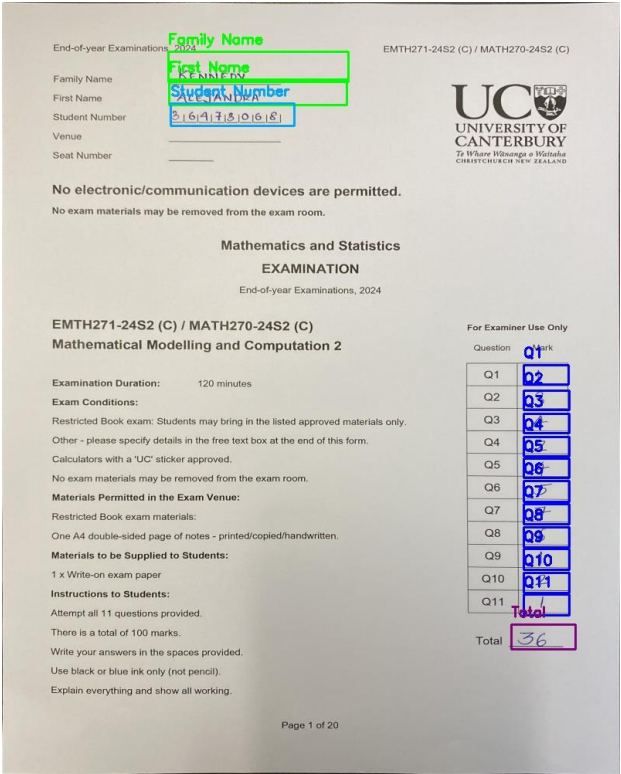 Family Name
End-of-year Examinations, 2024
EMTH271-24S2 (C) / MATH270-24S2 (C)
First Name
Family Name KENNEDY
Student Number
First Name ALEJANDRA
Student Number 3|6|4|7|3|0|6|8|
Venue
Seat Number
UC
UNIVERSITY OF
CANTERBURY
Te Whare Wānanga o Waitaha
CHRISTCHURCH NEW ZEALAND
No electronic/communication devices are permitted.
No exam materials may be removed from the exam room.
Mathematics and Statistics
EXAMINATION
End-of-year Examinations, 2024
EMTH271-24S2 (C) / MATH270-24S2 (C)
Mathematical Modelling and Computation 2
Examination Duration: 120 minutes
Exam Conditions:
Restricted Book exam: Students may bring in the listed approved materials only.
Other - please specify details in the free text box at the end of this form.
Calculators with a 'UC' sticker approved.
No exam materials may be removed from the exam room.
Materials Permitted in the Exam Venue:
Restricted Book exam materials:
One A4 double-sided page of notes - printed/copied/handwritten.
Materials to be Supplied to Students:
1 x Write-on exam paper
Instructions to Students:
Attempt all 11 questions provided.
There is a total of 100 marks.
Write your answers in the spaces provided.
Use black or blue ink only (not pencil).
Explain everything and show all working.
For Examiner Use Only
Question Mark
Q1
Q1 Q2
Q2 Q3
Q3 Q4
Q4 Q5
Q5 Q6
Q6 Q7
Q7 Q8
Q8 Q9
Q9 Q10
Q10 Q11
Q11 1
Total
Total 36
Page 1 of 20